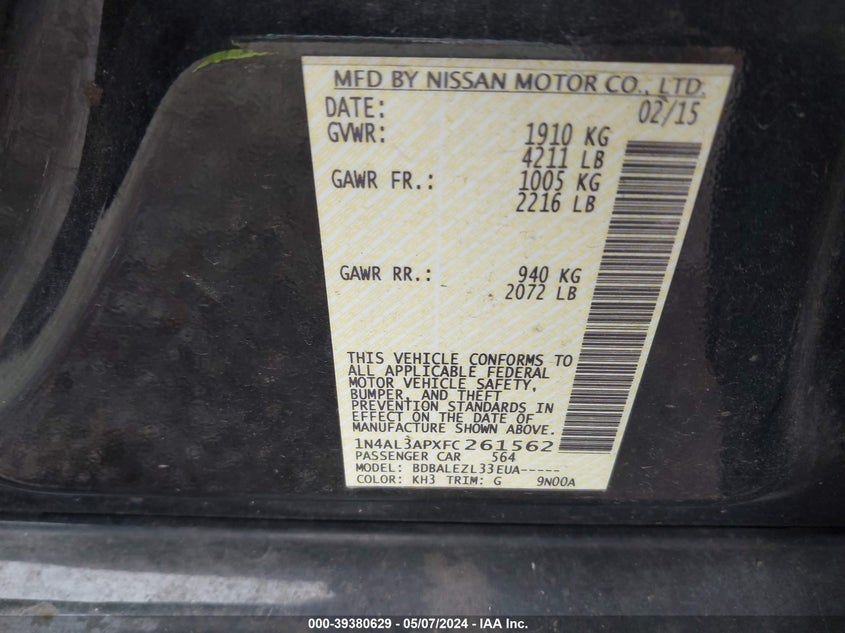 MFD BY NISSAN MOTOR CO., LTD.
DATE: 02/15
GVWR: 1910 KG
4211 LB
GAWR FR.: 1005 KG
2216 LB
GAWR RR.: 940 KG
2072 LB
THIS VEHICLE CONFORMS TO
ALL APPLICABLE FEDERAL
MOTOR VEHICLE SAFETY,
BUMPER, AND THEFT
PREVENTION STANDARDS IN
EFFECT ON THE DATE OF
MANUFACTURE SHOWN ABOVE.
1N4AL3APXFC261562
PASSENGER CAR 564
MODEL: BDBALEZL33EUA-----
COLOR: KH3 TRIM: G 9N00A
000-39380629 - 05/07/2024 - IAA Inc.